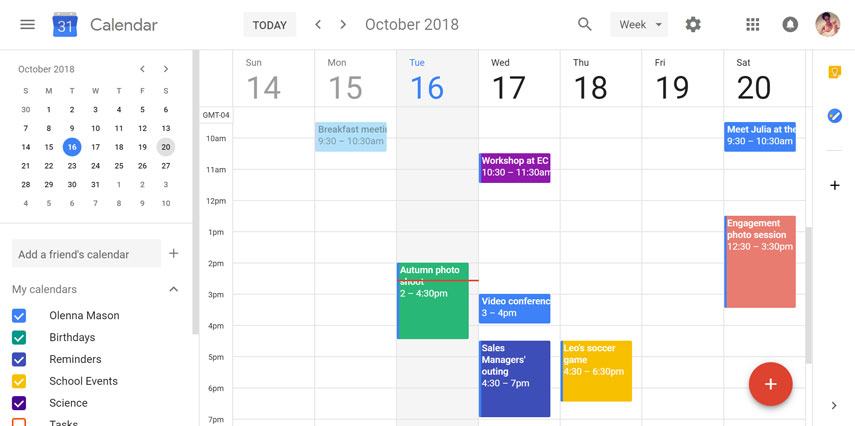 31 Calendar TODAY October 2018 Week
October 2018
S M T W T F S
30 1 2 3 4 5 6
7 8 9 10 11 12 13
14 15 16 17 18 19 20
21 22 23 24 25 26 27
28 29 30 31 1 2 3
4 5 6 7 8 9 10
Add a friend's calendar
My calendars
Olenna Mason
Birthdays
Reminders
School Events
Science
Tasks
Sun Mon Tue Wed Thu Fri Sat
14 15 16 17 18 19 20
GMT-04
10am
11am
12pm
1pm
2pm
3pm
4pm
5pm
6pm
7pm
Breakfast meetin
9:30 – 10:30am
Autumn photo
shoot
2 – 4:30pm
Workshop at EC
10:30 – 11:30am
Video conferenc
3 – 4pm
Sales
Managers'
outing
4:30 – 7pm
Leo's soccer
game
4:30 – 6:30pm
Meet Julia at the
9:30 – 10:30am
Engagement
photo session
12:30 – 3:30pm